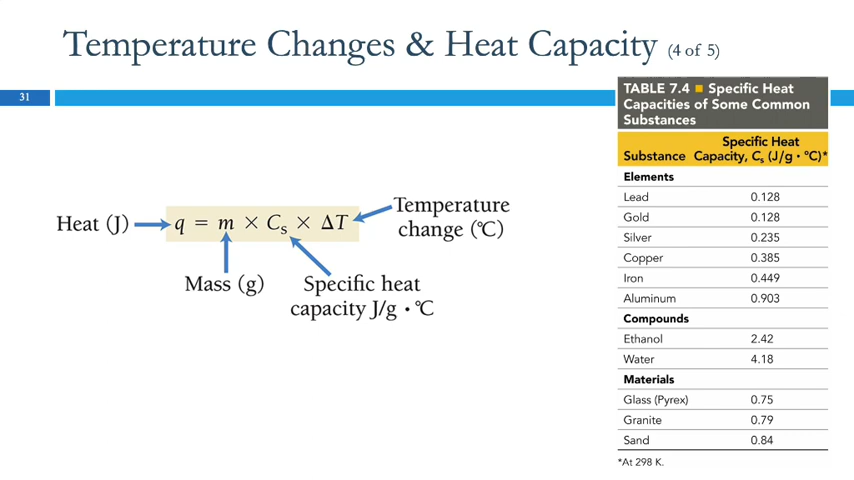 Temperature Changes & Heat Capacity (4 of 5)
31
Heat (J)
q = m × Cs × ΔT
Temperature
change (°C)
Mass (g)
Specific heat
capacity J/g · °C
TABLE 7.4 ■ Specific Heat
Capacities of Some Common
Substances
Substance Specific Heat
Capacity, Cs (J/g · °C)*
Elements
Lead 0.128
Gold 0.128
Silver 0.235
Copper 0.385
Iron 0.449
Aluminum 0.903
Compounds
Ethanol 2.42
Water 4.18
Materials
Glass (Pyrex) 0.75
Granite 0.79
Sand 0.84
*At 298 K.